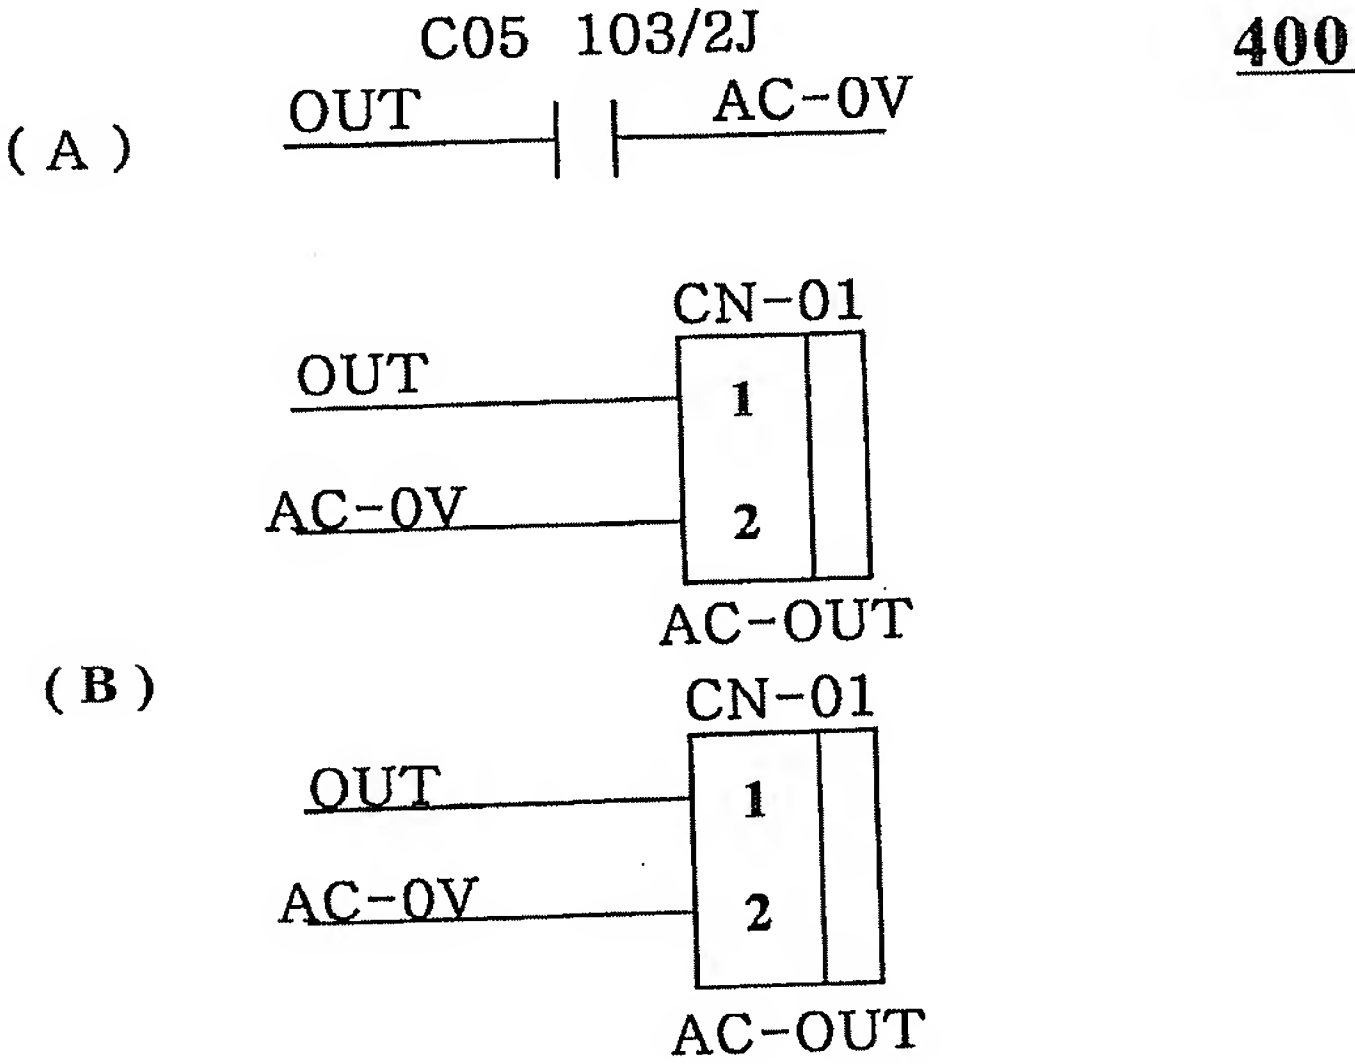 C05 103/2J
400
OUT
AC-0V
( A )
CN-01
OUT
1
AC-0V
2
AC-OUT
( B )
CN-01
OUT
1
AC-0V
2
AC-OUT